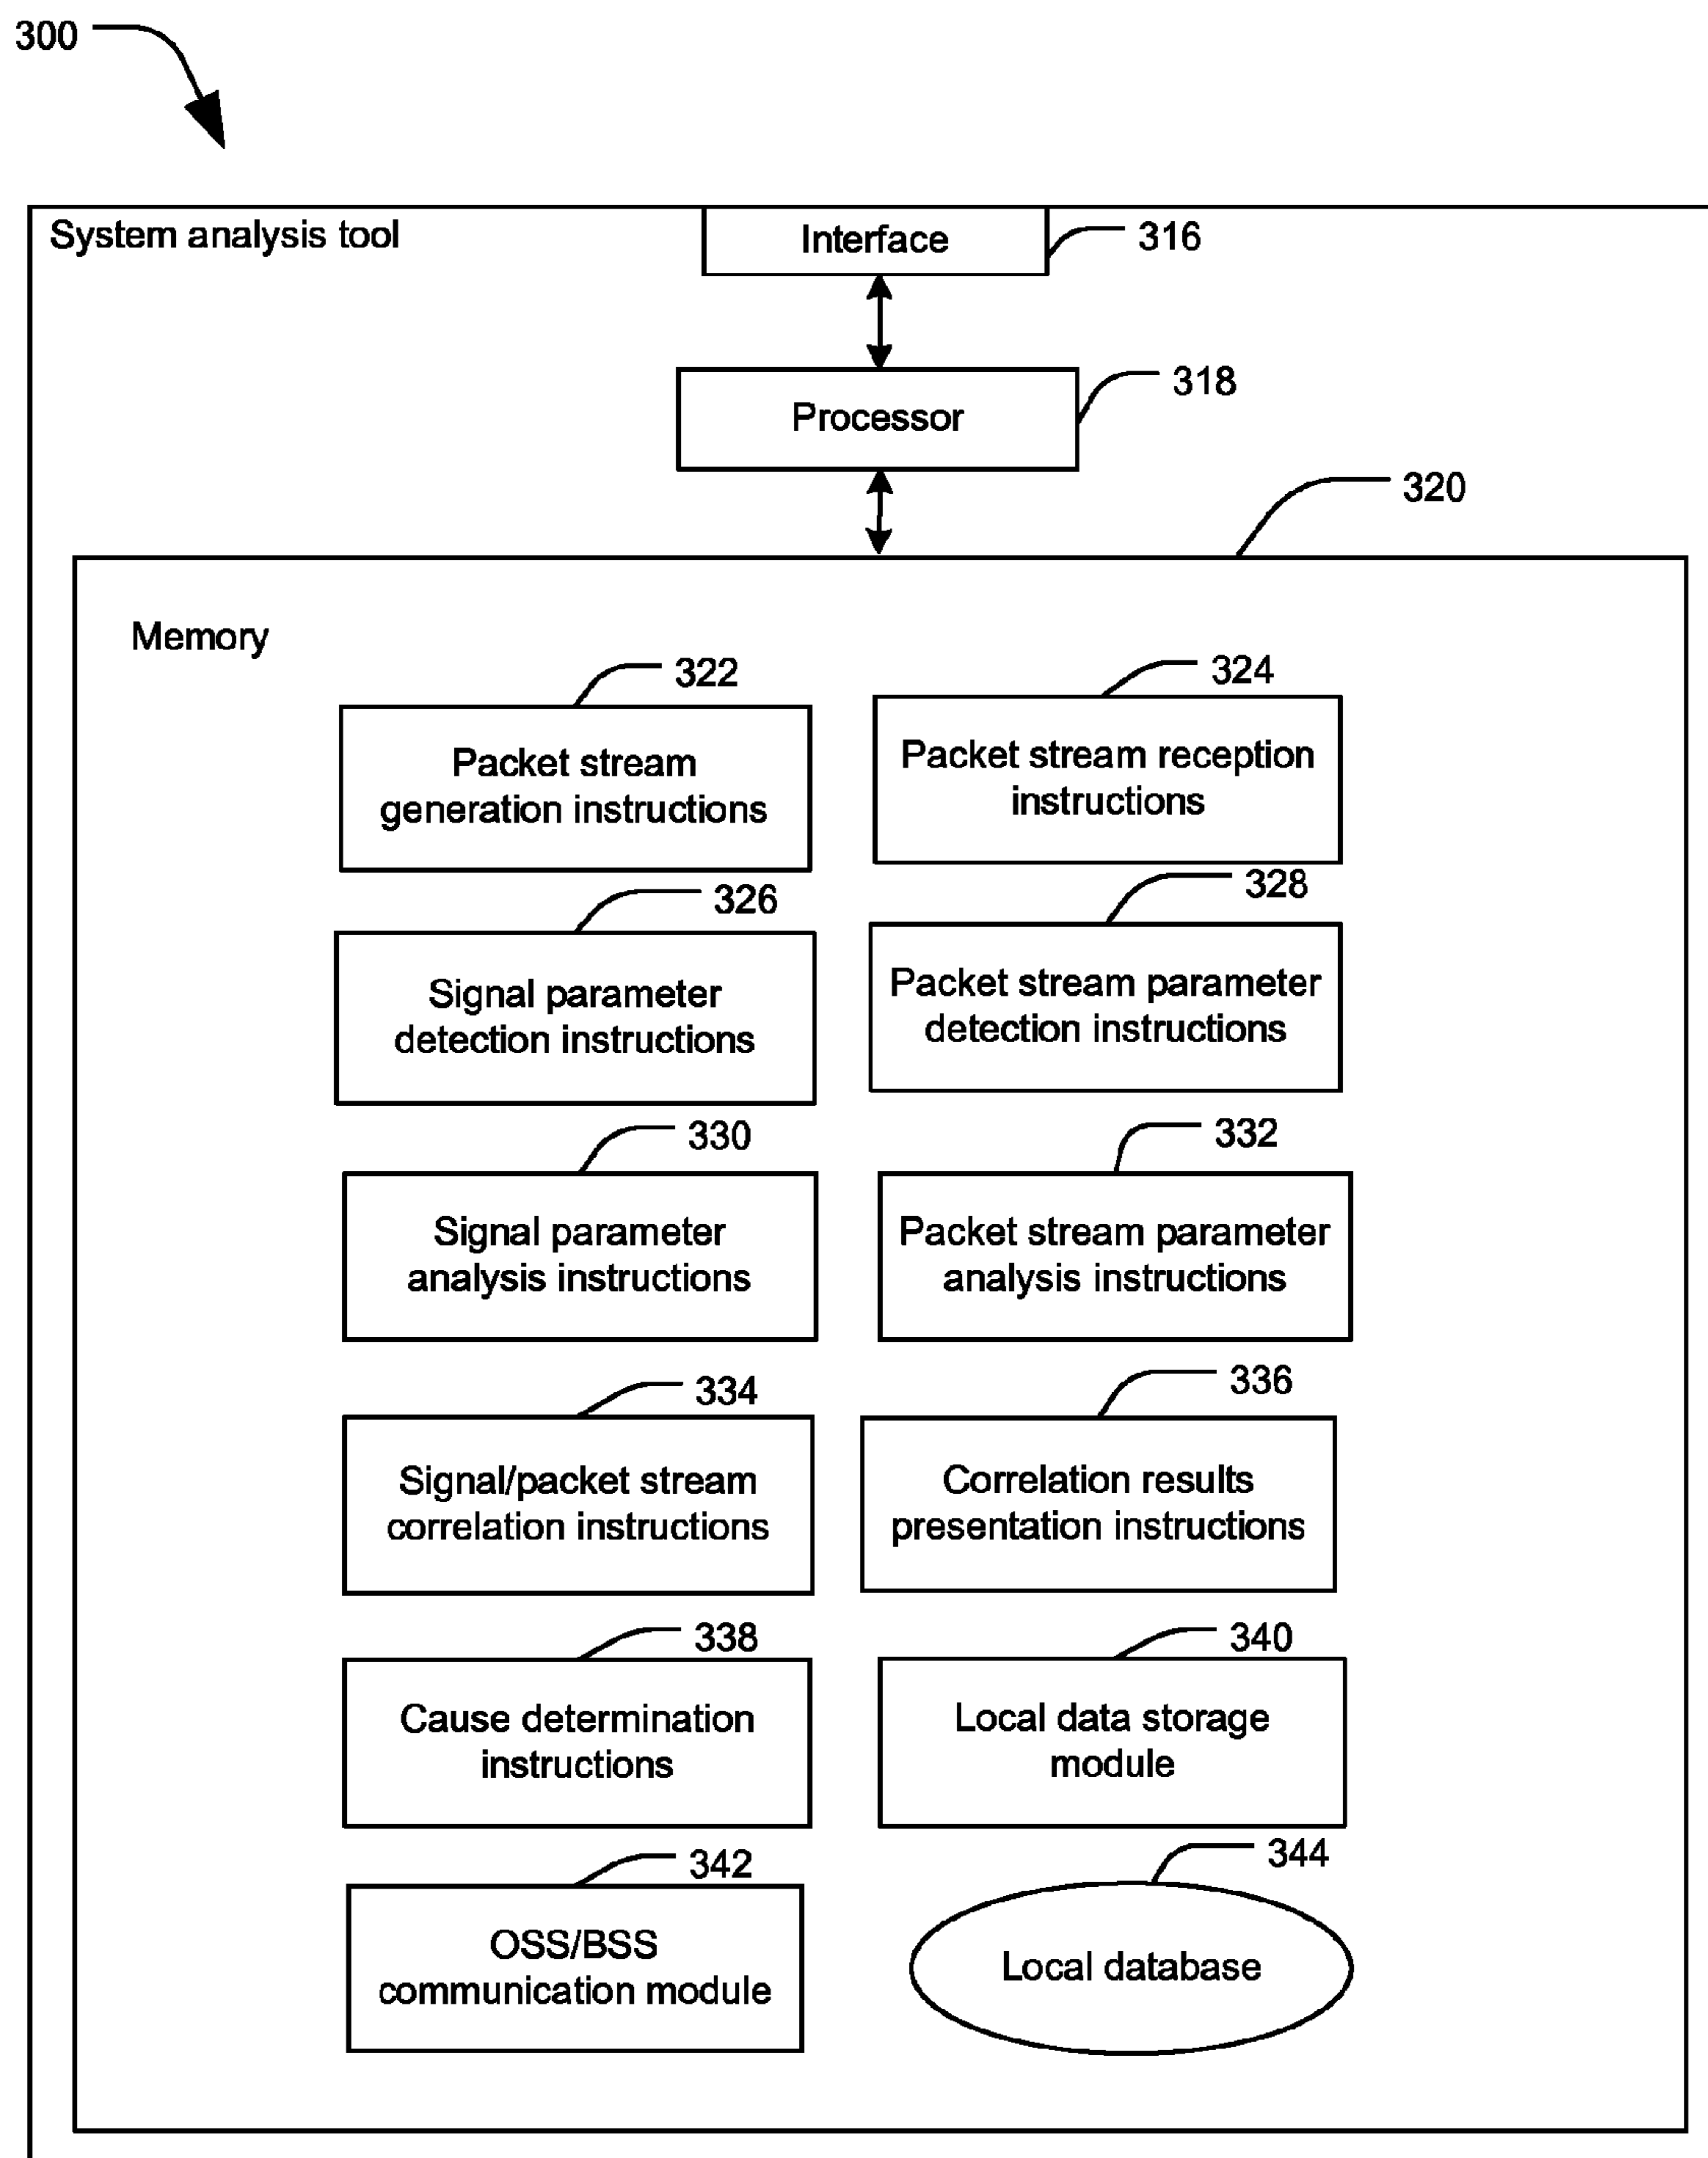 300
System analysis tool
Interface
316
Processor
318
320
Memory
322
Packet stream
generation instructions
324
Packet stream reception
instructions
326
Signal parameter
detection instructions
328
Packet stream parameter
detection instructions
330
Signal parameter
analysis instructions
332
Packet stream parameter
analysis instructions
334
Signal/packet stream
correlation instructions
336
Correlation results
presentation instructions
338
Cause determination
instructions
340
Local data storage
module
342
OSS/BSS
communication module
344
Local database